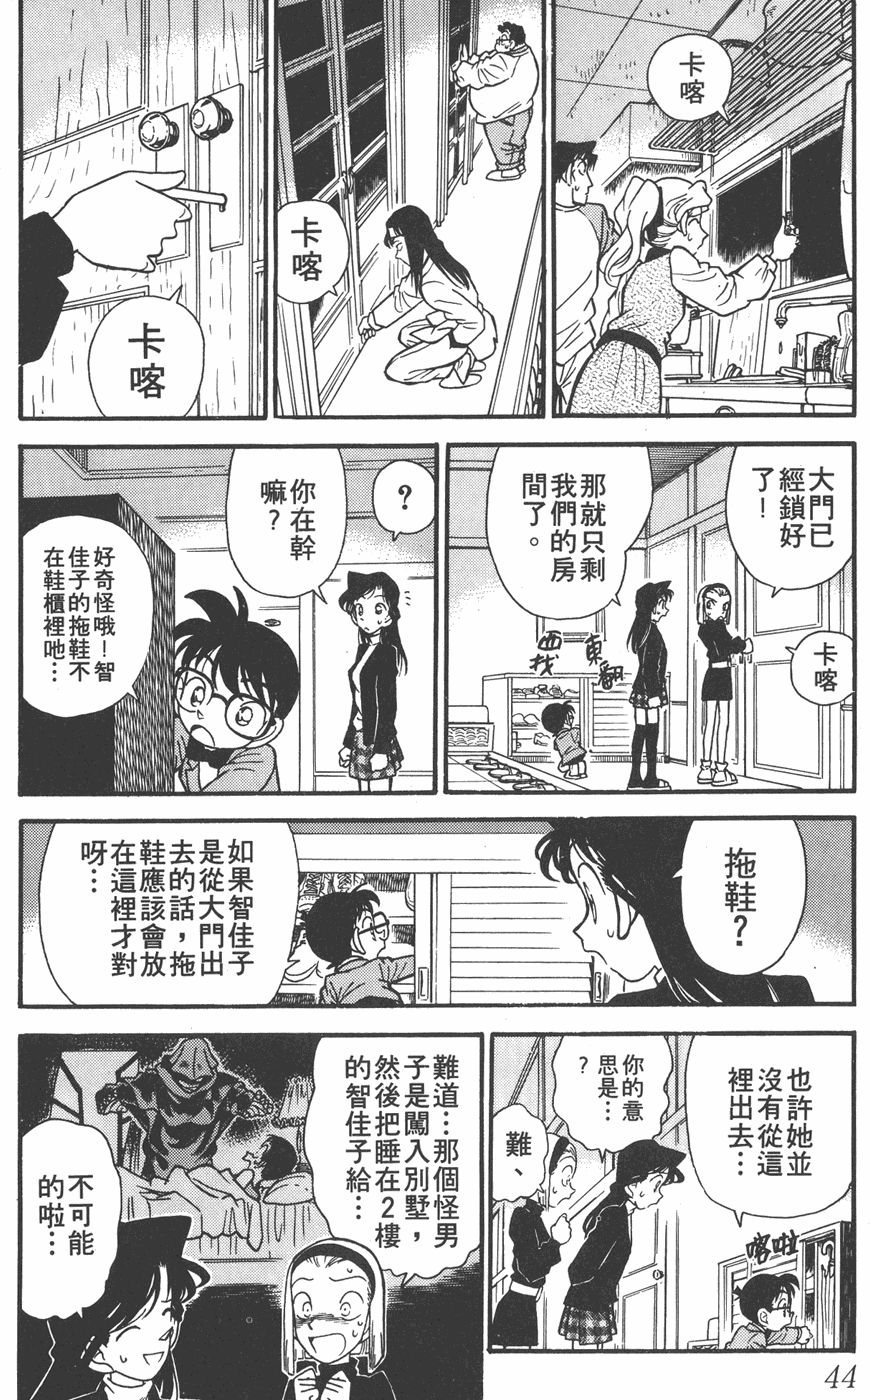 卡
喀
卡
喀
卡
喀
大門已
經鎖好
了！
卡
喀
那就只剩
我們的房
間了。
東翻
西找
？
你在幹
嘛？
好奇怪哦！智
佳子的拖鞋不
在鞋櫃裡吔…
拖鞋？
如果智佳子
是從大門出
去的話，拖
鞋應該會放
在這裡才對
呀…
也許她並
沒有從這
裡出去…
喀啦
你的意
思是…
？
難、
難道…那個怪男
子是闖入別墅，
然後把睡在2樓
的智佳子給…
不可能
的啦…
44